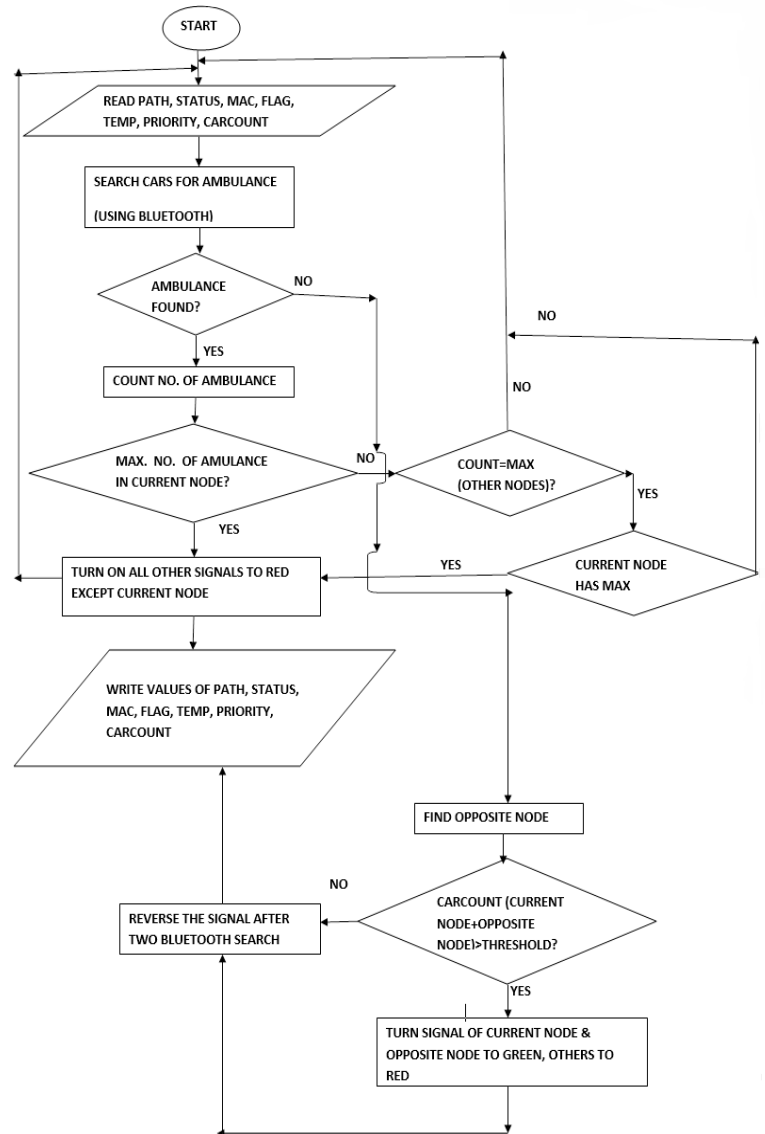 START
READ PATH, STATUS, MAC, FLAG,
TEMP, PRIORITY, CARCOUNT
SEARCH CARS FOR AMBULANCE
(USING BLUETOOTH)
AMBULANCE
FOUND?
NO
YES
COUNT NO. OF AMBULANCE
MAX. NO. OF AMULANCE
IN CURRENT NODE?
NO
YES
COUNT=MAX
(OTHER NODES)?
NO
NO
YES
CURRENT NODE
HAS MAX
YES
TURN ON ALL OTHER SIGNALS TO RED
EXCEPT CURRENT NODE
WRITE VALUES OF PATH, STATUS,
MAC, FLAG, TEMP, PRIORITY,
CARCOUNT
FIND OPPOSITE NODE
CARCOUNT (CURRENT
NODE+OPPOSITE
NODE)>THRESHOLD?
NO
YES
REVERSE THE SIGNAL AFTER
TWO BLUETOOTH SEARCH
TURN SIGNAL OF CURRENT NODE &
OPPOSITE NODE TO GREEN, OTHERS TO
RED